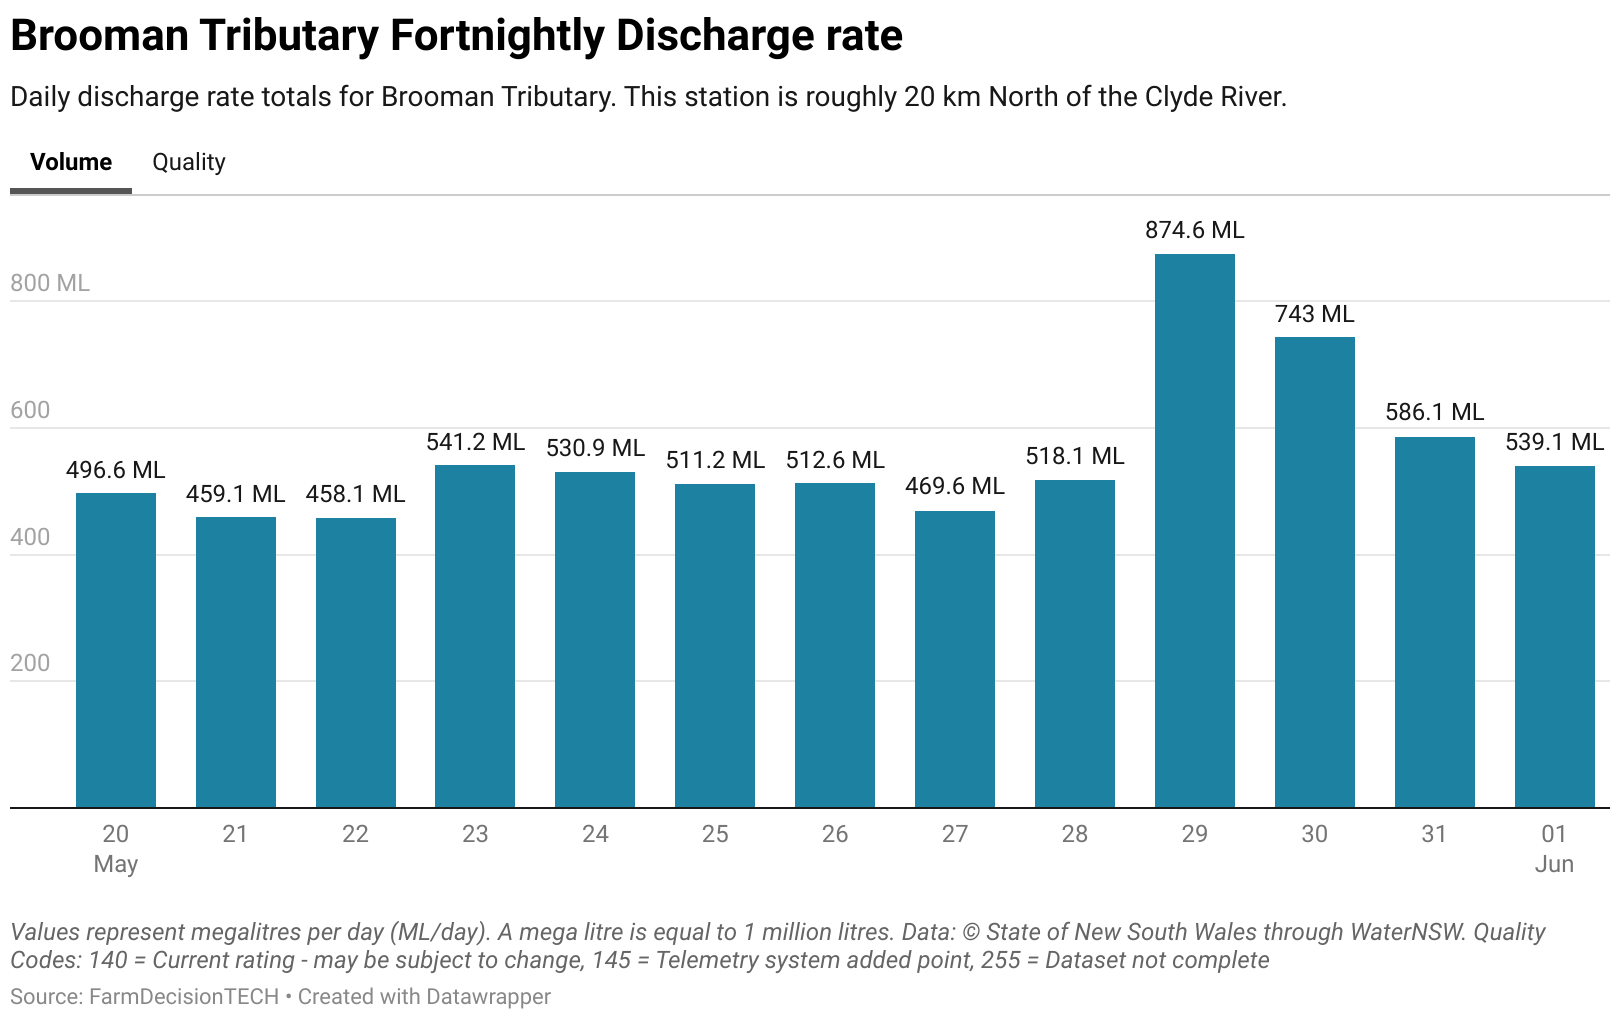 Brooman Tributary Fortnightly Discharge rate
Daily discharge rate totals for Brooman Tributary. This station is roughly 20 km North of the Clyde River.
Volume Quality
874.6 ML
800 ML
743 ML
600
586.1 ML
541.2 ML
530.9 ML
539.1 ML
496.6 ML
511.2 ML
512.6 ML
518.1 ML
459.1 ML
458.1 ML
469.6 ML
400
200
20 21 22 23 24 25 26 27 28 29 30 31 01
May Jun
Values represent megalitres per day (ML/day). A mega litre is equal to 1 million litres. Data: © State of New South Wales through WaterNSW. Quality
Codes: 140 = Current rating - may be subject to change, 145 = Telemetry system added point, 255 = Dataset not complete
Source: FarmDecisionTECH • Created with Datawrapper